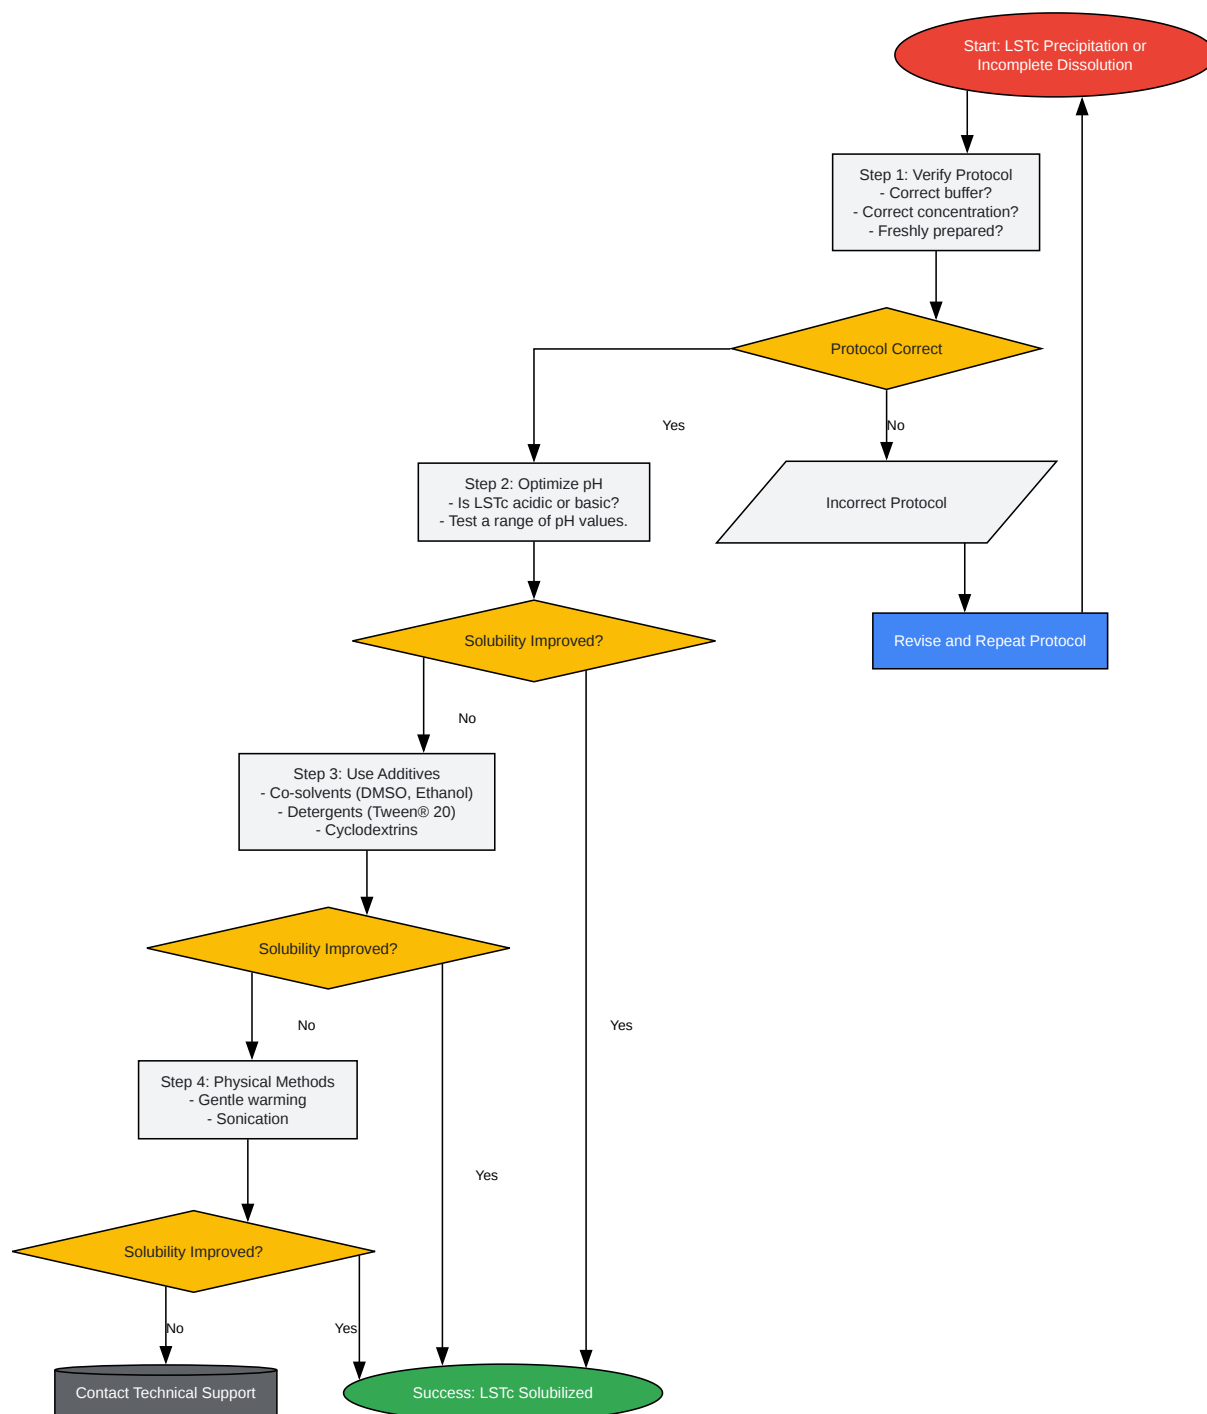 Start: LSTc Precipitation or
Incomplete Dissolution
Step 1: Verify Protocol
- Correct buffer?
- Correct concentration?
- Freshly prepared?
Protocol Correct
Yes
No
Step 2: Optimize pH
- Is LSTc acidic or basic?
- Test a range of pH values.
Incorrect Protocol
Solubility Improved?
Revise and Repeat Protocol
No
Step 3: Use Additives
- Co-solvents (DMSO, Ethanol)
- Detergents (Tween® 20)
- Cyclodextrins
Solubility Improved?
No
Yes
Step 4: Physical Methods
- Gentle warming
- Sonication
Yes
Solubility Improved?
No
Yes
Contact Technical Support
Success: LSTc Solubilized